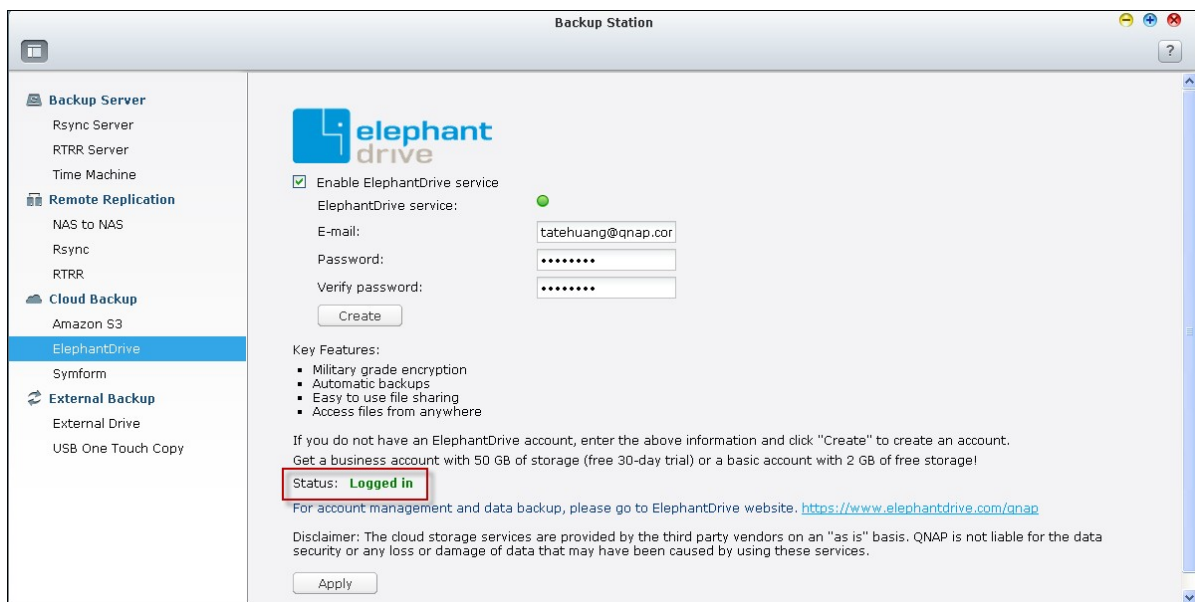 Backup Station
?
Backup Server
Rsync Server
RTRR Server
Time Machine
Remote Replication
NAS to NAS
Rsync
RTRR
Cloud Backup
Amazon S3
ElephantDrive
Symform
External Backup
External Drive
USB One Touch Copy
elephant
drive
Enable ElephantDrive service
ElephantDrive service:
E-mail: tatehuang@qnap.cor
Password: ••••••••
Verify password: ••••••••
Create
Key Features:
▪ Military grade encryption
▪ Automatic backups
▪ Easy to use file sharing
▪ Access files from anywhere
If you do not have an ElephantDrive account, enter the above information and click "Create" to create an account.
Get a business account with 50 GB of storage (free 30-day trial) or a basic account with 2 GB of free storage!
Status: Logged in
For account management and data backup, please go to ElephantDrive website. https://www.elephantdrive.com/qnap
Disclaimer: The cloud storage services are provided by the third party vendors on an "as is" basis. QNAP is not liable for the data
security or any loss or damage of data that may have been caused by using these services.
Apply